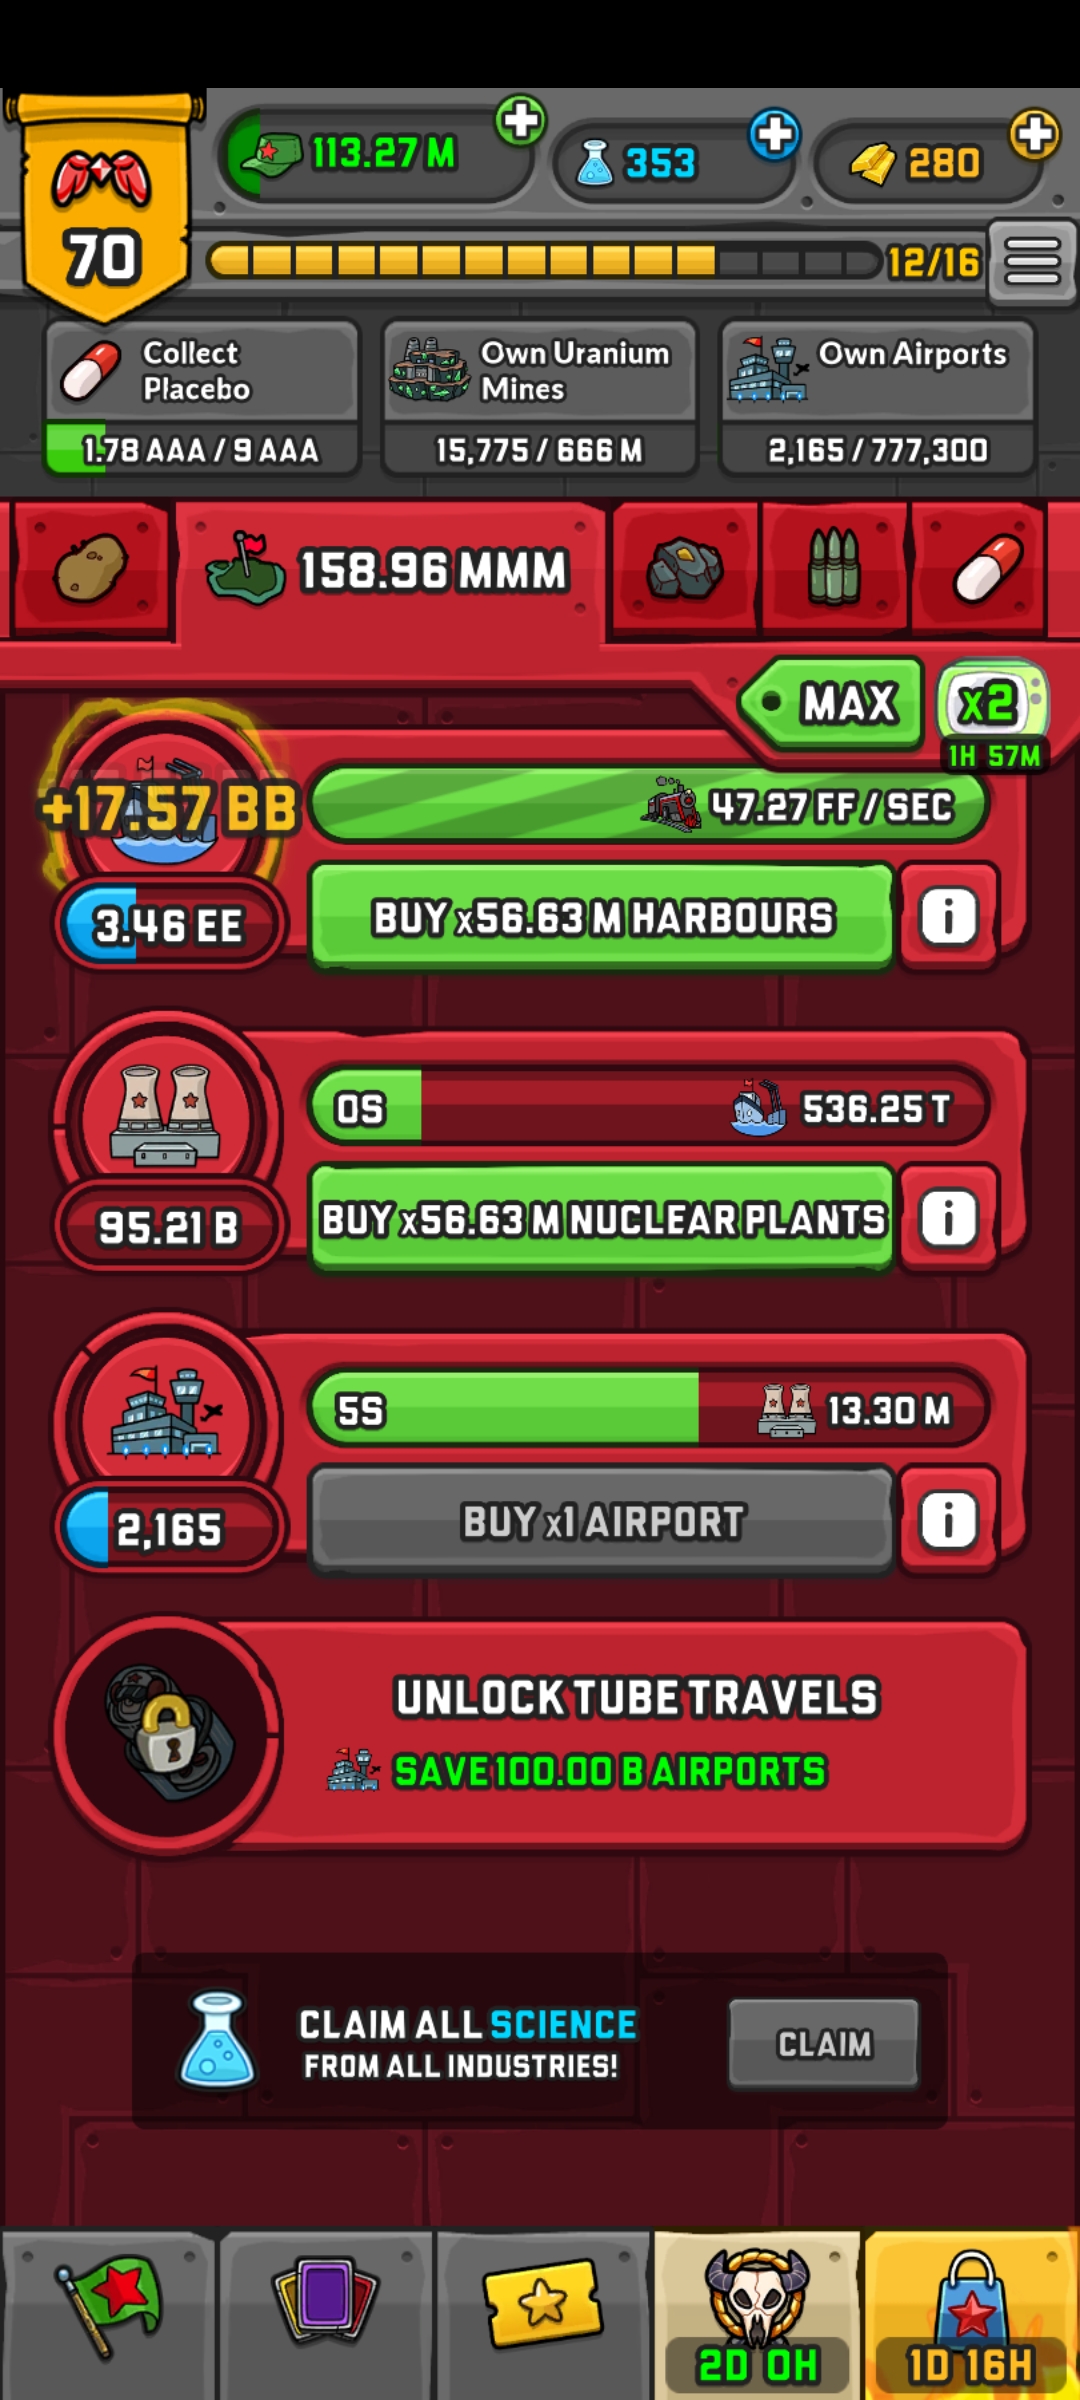 70
113.27 M
353
280
12/16
Collect
Placebo
1.78 AAA / 9 AAA
Own Uranium
Mines
15,775 / 666 M
Own Airports
2,165 / 777,300
158.96 MMM
MAX
x2
1H 57M
+17.57 BB
47.27 FF / SEC
3.46 EE
BUY x56.63 M HARBOURS
i
0S
536.25 T
95.21 B
BUY x56.63 M NUCLEAR PLANTS
i
5S
13.30 M
2,165
BUY x1 AIRPORT
i
UNLOCK TUBE TRAVELS
SAVE 100.00 B AIRPORTS
CLAIM ALL SCIENCE
FROM ALL INDUSTRIES!
CLAIM
2D 0H
1D 16H